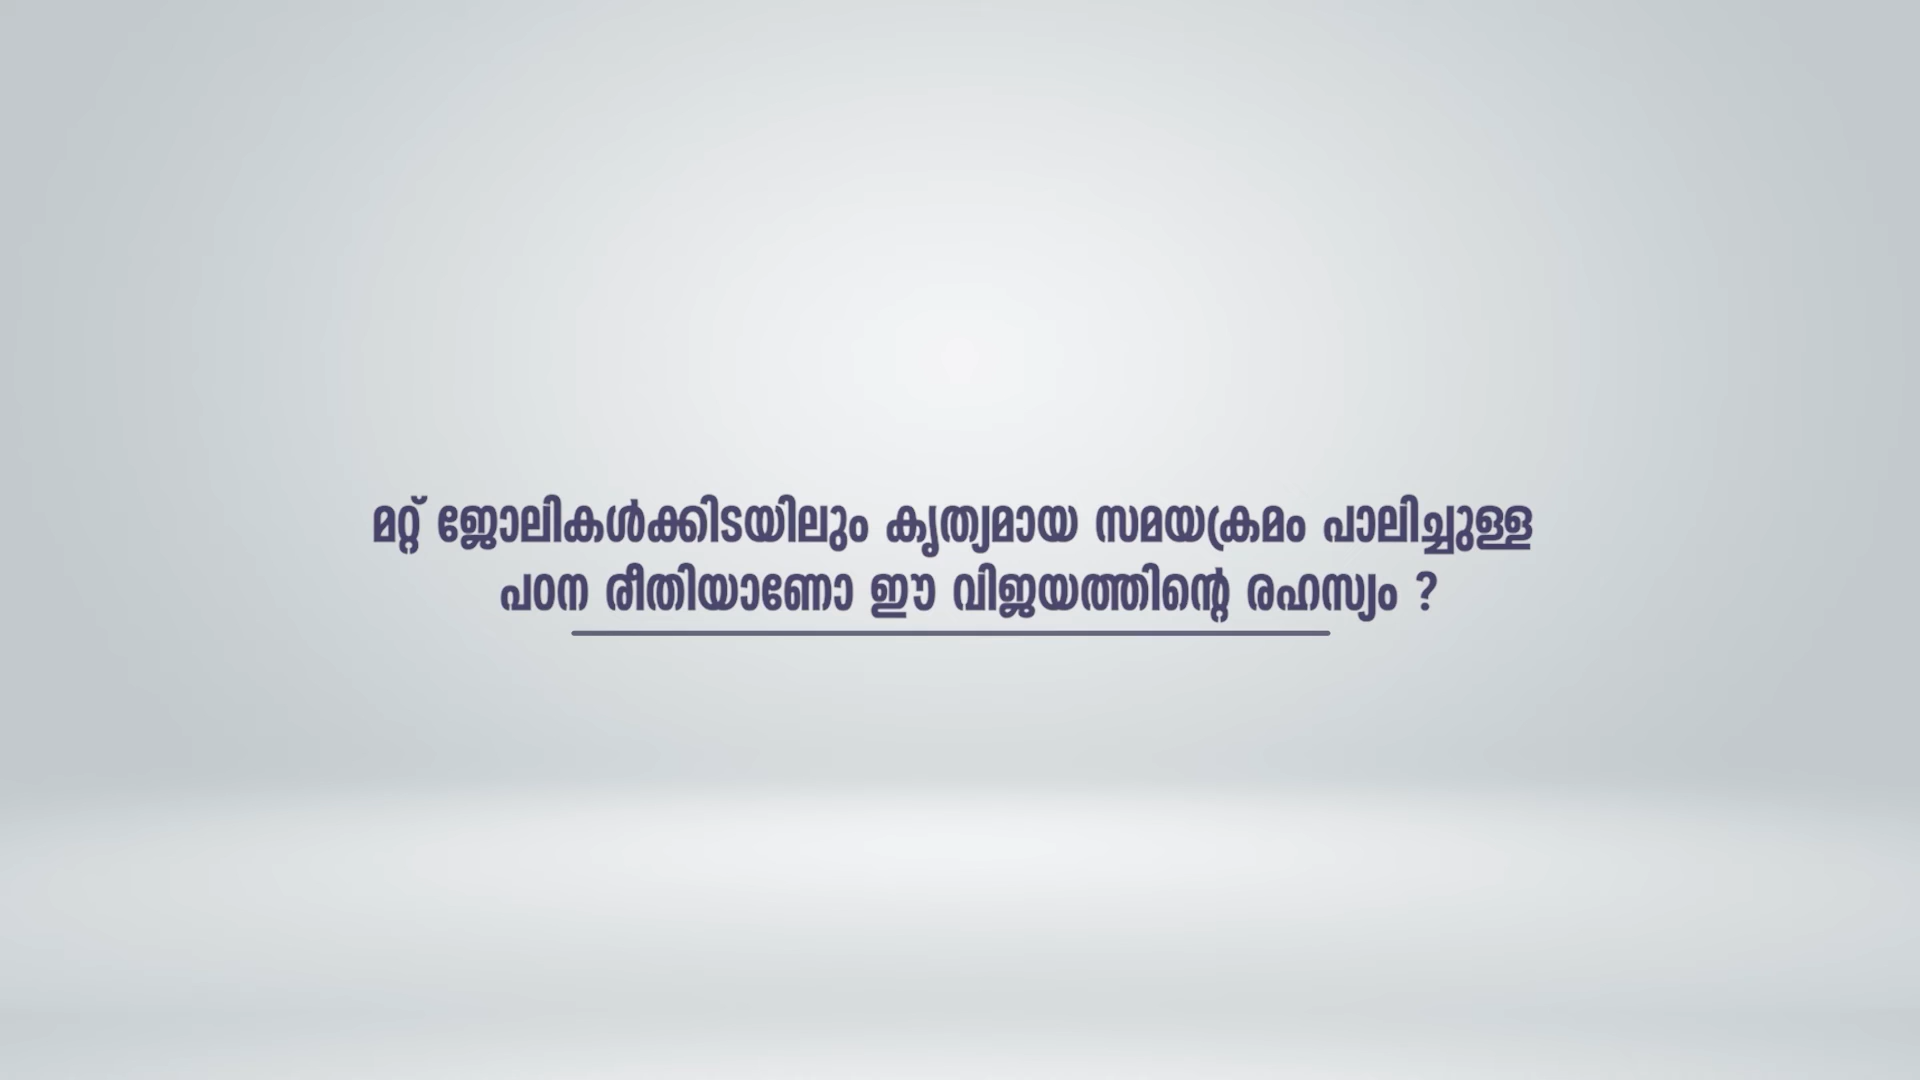 മറ്റ് ജോലികൾക്കിടയിലും കൃത്യമായ സമയക്രമം പാലിച്ചുള്ള
പഠന രീതിയാണോ ഈ വിജയത്തിന്റെ രഹസ്യം ?